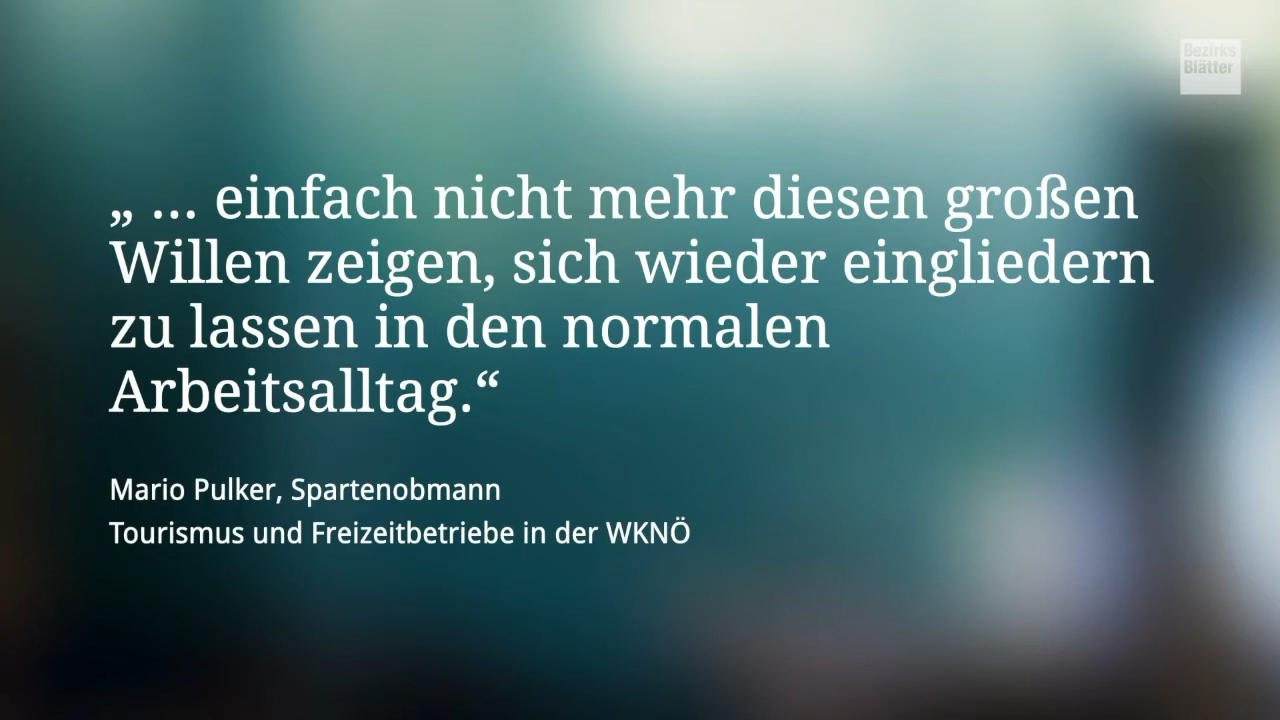 Bezirks
Blätter
„ ... einfach nicht mehr diesen großen
Willen zeigen, sich wieder eingliedern
zu lassen in den normalen
Arbeitsalltag.“
Mario Pulker, Spartenobmann
Tourismus und Freizeitbetriebe in der WKNÖ